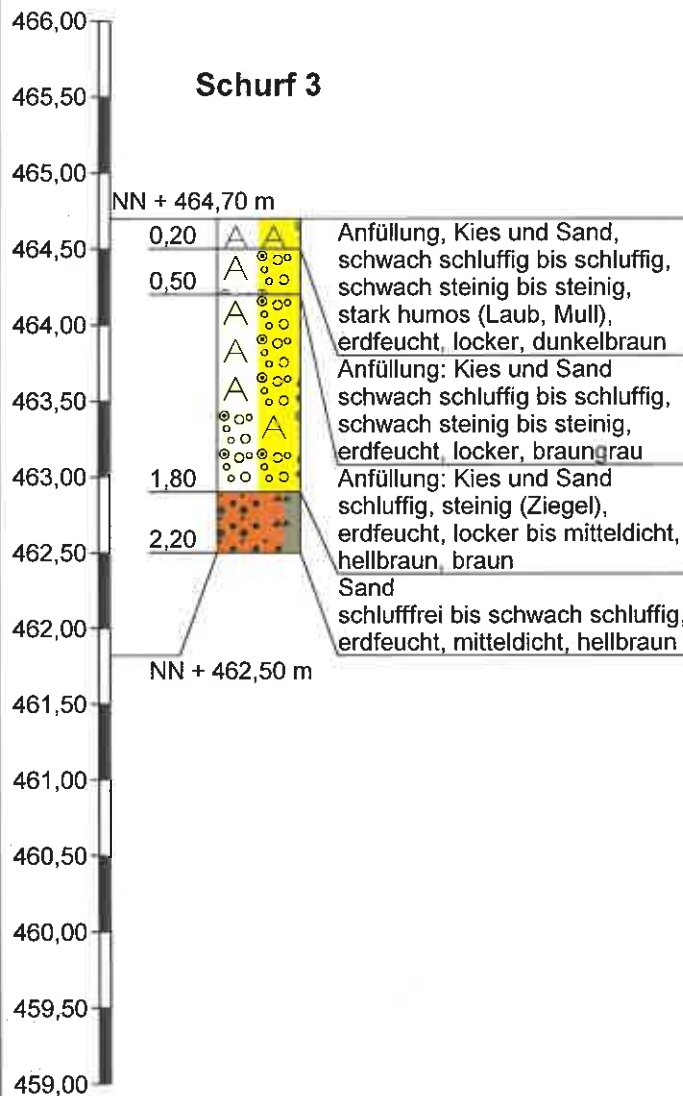 466,00
465,50
465,00
464,50
464,00
463,50
463,00
462,50
462,00
461,50
461,00
460,50
460,00
459,50
459,00
Schurf 3
NN + 464,70 m
0,20
0,50
1,80
2,20
NN + 462,50 m
A A
A
A
A
A
A
Anfüllung, Kies und Sand,
schwach schluffig bis schluffig,
schwach steinig bis steinig,
stark humos (Laub, Mull),
erdfeucht, locker, dunkelbraun
Anfüllung: Kies und Sand
schwach schluffig bis schluffig,
schwach steinig bis steinig,
erdfeucht, locker, braungrau
Anfüllung: Kies und Sand
schluffig, steinig (Ziegel),
erdfeucht, locker bis mitteldicht,
hellbraun, braun
Sand
schlufffrei bis schwach schluffig,
erdfeucht, mitteldicht, hellbraun